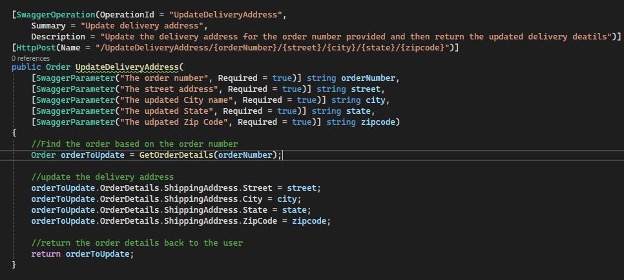 [SwaggerOperation(OperationId = "UpdateDeliveryAddress",
Summary = "Update delivery address",
Description = "Update the delivery address for the order number provided and then return the updated delivery deatils")]
[HttpPost(Name = "/UpdateDeliveryAddress/{orderNumber}/{street}/{city}/{state}/{zipcode}")]
0 references
public Order UpdateDeliveryAddress(
[SwaggerParameter("The order number", Required = true)] string orderNumber,
[SwaggerParameter("The street address", Required = true)] string street,
[SwaggerParameter("The updated City name", Required = true)] string city,
[SwaggerParameter("The updated State", Required = true)] string state,
[SwaggerParameter("The udpated Zip Code", Required = true)] string zipcode)
{
//Find the order based on the order number
Order orderToUpdate = GetOrderDetails(orderNumber);
//update the delivery address
orderToUpdate.OrderDetails.ShippingAddress.Street = street;
orderToUpdate.OrderDetails.ShippingAddress.City = city;
orderToUpdate.OrderDetails.ShippingAddress.State = state;
orderToUpdate.OrderDetails.ShippingAddress.ZipCode = zipcode;
//return the order details back to the user
return orderToUpdate;
}